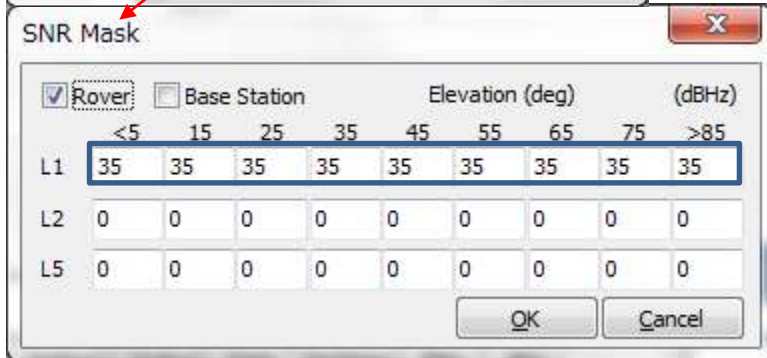 SNR Mask
Rover Base Station Elevation (deg) (dBHz)
<5 15 25 35 45 55 65 75 >85
L1 35 35 35 35 35 35 35 35 35
L2 0 0 0 0 0 0 0 0 0
L5 0 0 0 0 0 0 0 0 0
OK Cancel